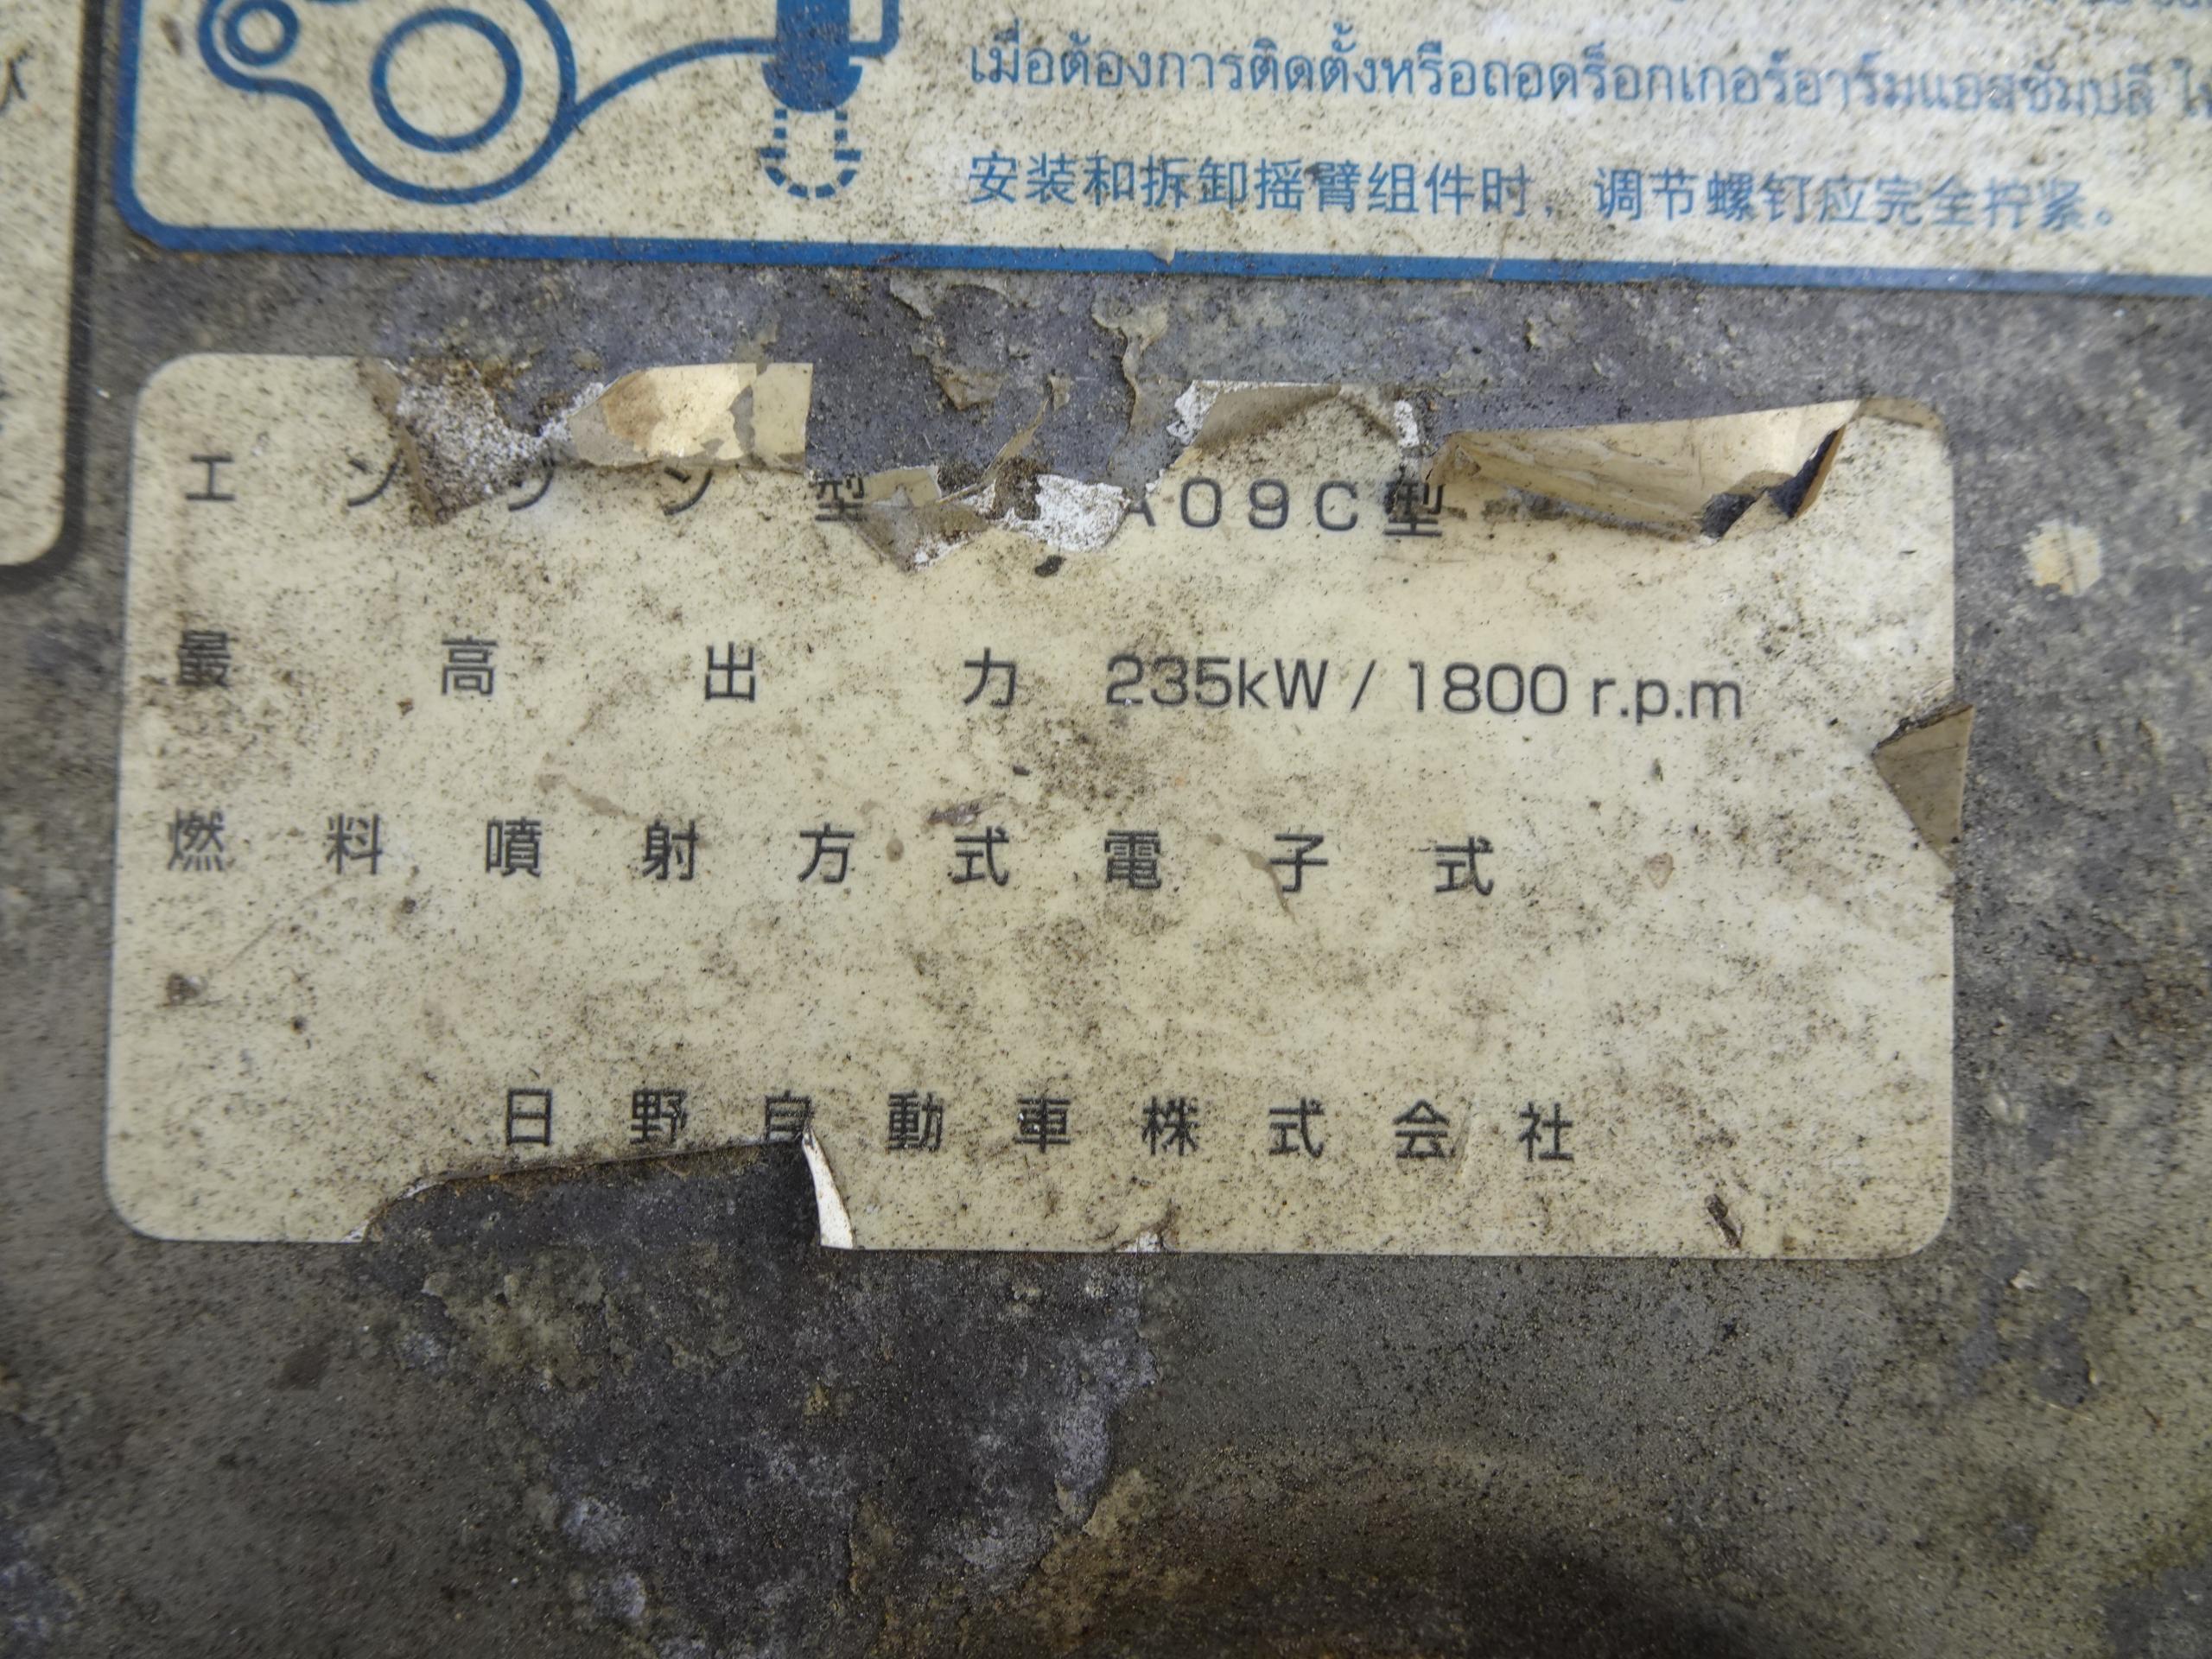 เมื่อต้องการติดตั้งหรือถอดร็อกเกอร์อาร์มแอสซัมบลี
安装和拆卸摇臂组件时，调节螺钉应完全拧紧。
エンジン型 A09C型
最高出力 235kW / 1800 r.p.m
燃料噴射方式 電子式
日野自動車株式会社